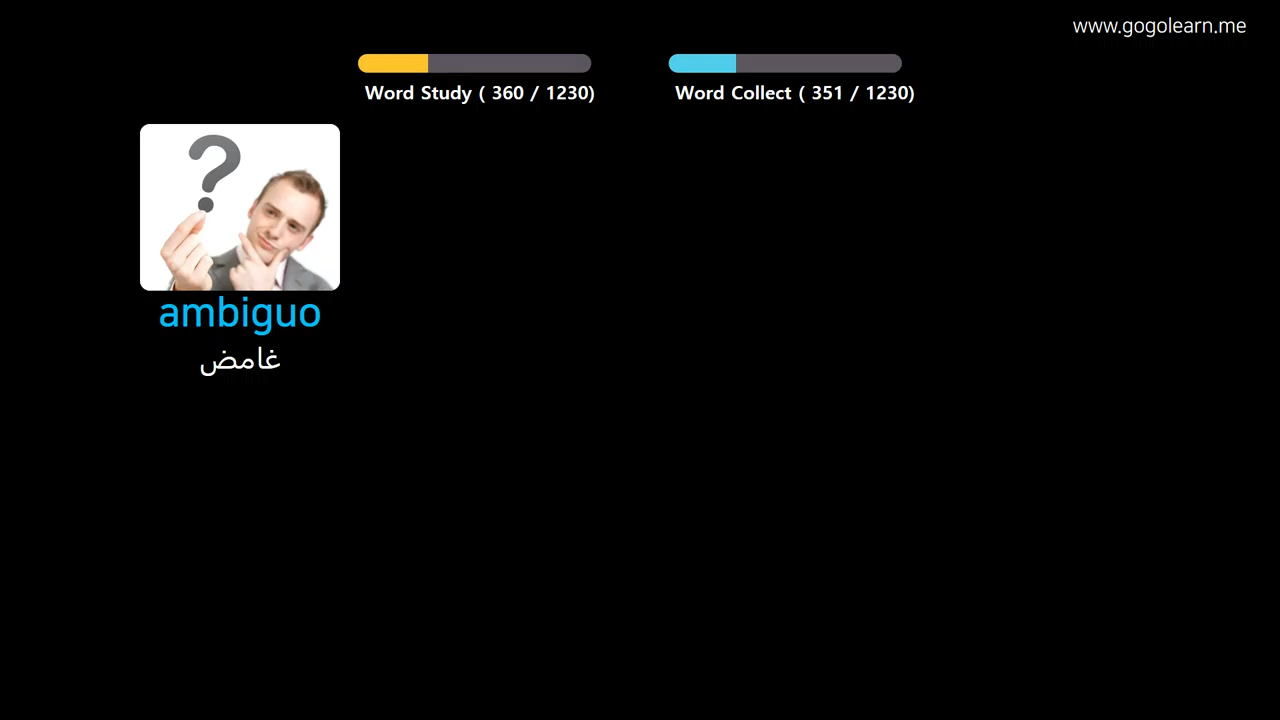 www.gogolearn.me
Word Study ( 360 / 1230)
Word Collect ( 351 / 1230)
?
ambiguo
غامض